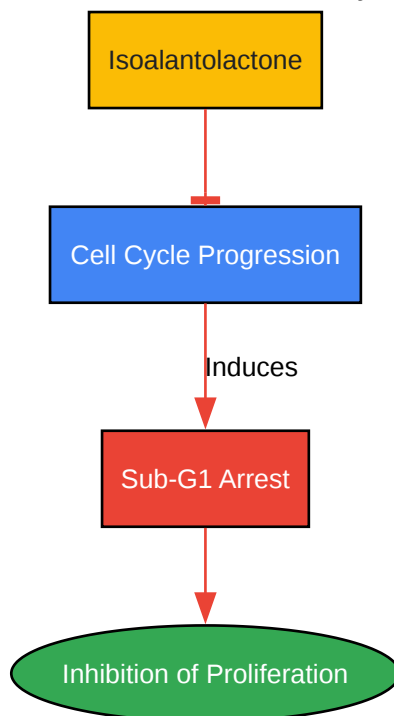 Isoalantolactone
Cell Cycle Progression
Induces
Sub-G1 Arrest
Inhibition of Proliferation